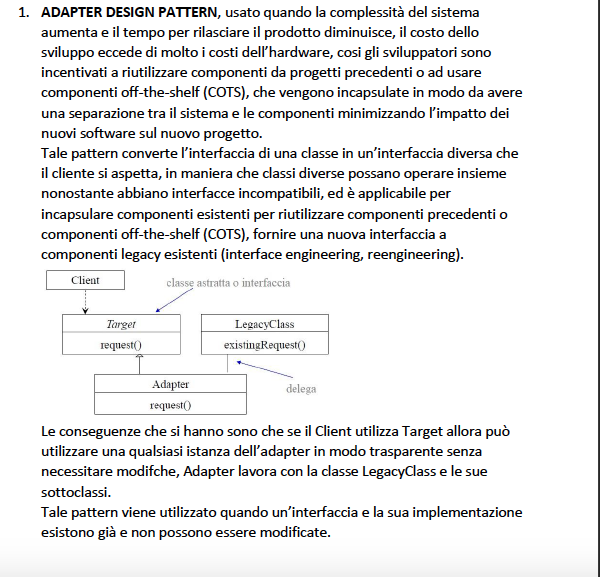 1. ADAPTER DESIGN PATTERN, usato quando la complessità del sistema
aumenta e il tempo per rilasciare il prodotto diminuisce, il costo dello
sviluppo eccede di molto i costi dell'hardware, cosi gli sviluppatori sono
incentivati a riutilizzare componenti da progetti precedenti o ad usare
componenti off-the-shelf (COTS), che vengono incapsulate in modo da avere
una separazione tra il sistema e le componenti minimizzando l'impatto dei
nuovi software sul nuovo progetto.
Tale pattern converte l'interfaccia di una classe in un'interfaccia diversa che
il cliente si aspetta, in maniera che classi diverse possano operare insieme
nonostante abbiano interfacce incompatibili, ed è applicabile per
incapsulare componenti esistenti per riutilizzare componenti precedenti o
componenti off-the-shelf (COTS), fornire una nuova interfaccia a
componenti legacy esistenti (interface engineering, reengineering).
Client
classe astratta o interfaccia
Target
request()
LegacyClass
existingRequest()
Adapter
request()
delega
Le conseguenze che si hanno sono che se il Client utilizza Target allora può
utilizzare una qualsiasi istanza dell'adapter in modo trasparente senza
necessitare modifche, Adapter lavora con la classe LegacyClass e le sue
sottoclassi.
Tale pattern viene utilizzato quando un'interfaccia e la sua implementazione
esistono già e non possono essere modificate.